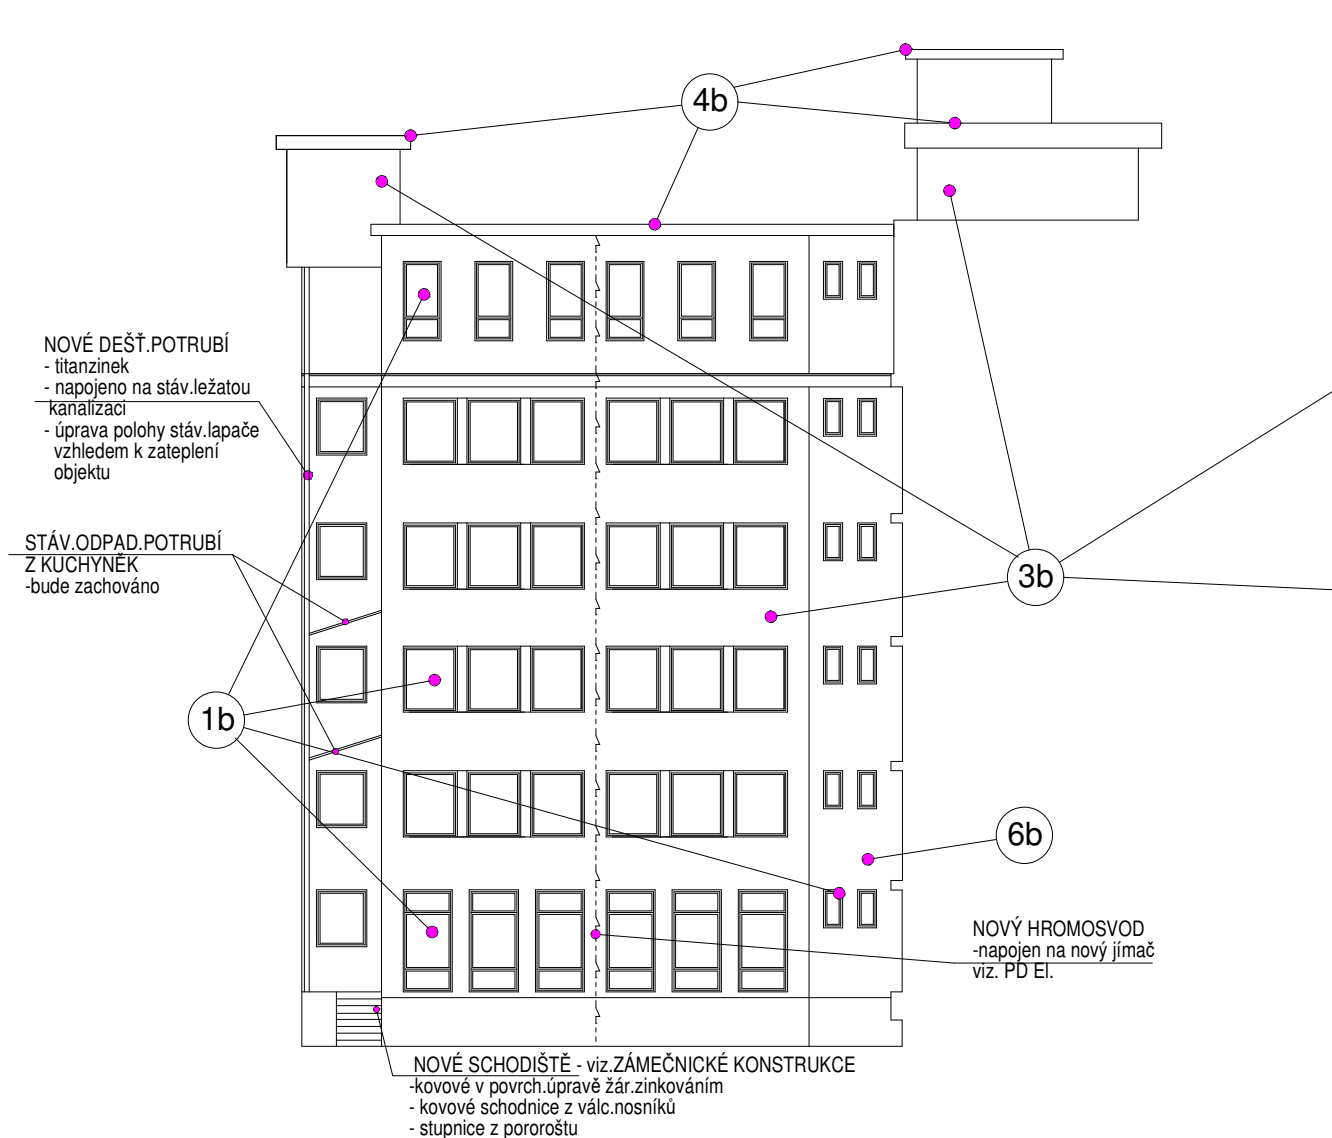 4b
NOVÉ DEŠŤ.POTRUBÍ
- titanzinek
- napojeno na stáv.ležatou
kanalizaci
- úprava polohy stáv.lapače
vzhledem k zateplení
objektu
STÁV.ODPAD.POTRUBÍ
Z KUCHYNĚK
-bude zachováno
3b
1b
6b
NOVÝ HROMOSVOD
-napojen na nový jímač
viz. PD El.
NOVÉ SCHODIŠTĚ - viz.ZÁMEČNICKÉ KONSTRUKCE
-kovové v povrch.úpravě žár.zinkováním
- kovové schodnice z válc.nosníků
- stupnice z pororoštu